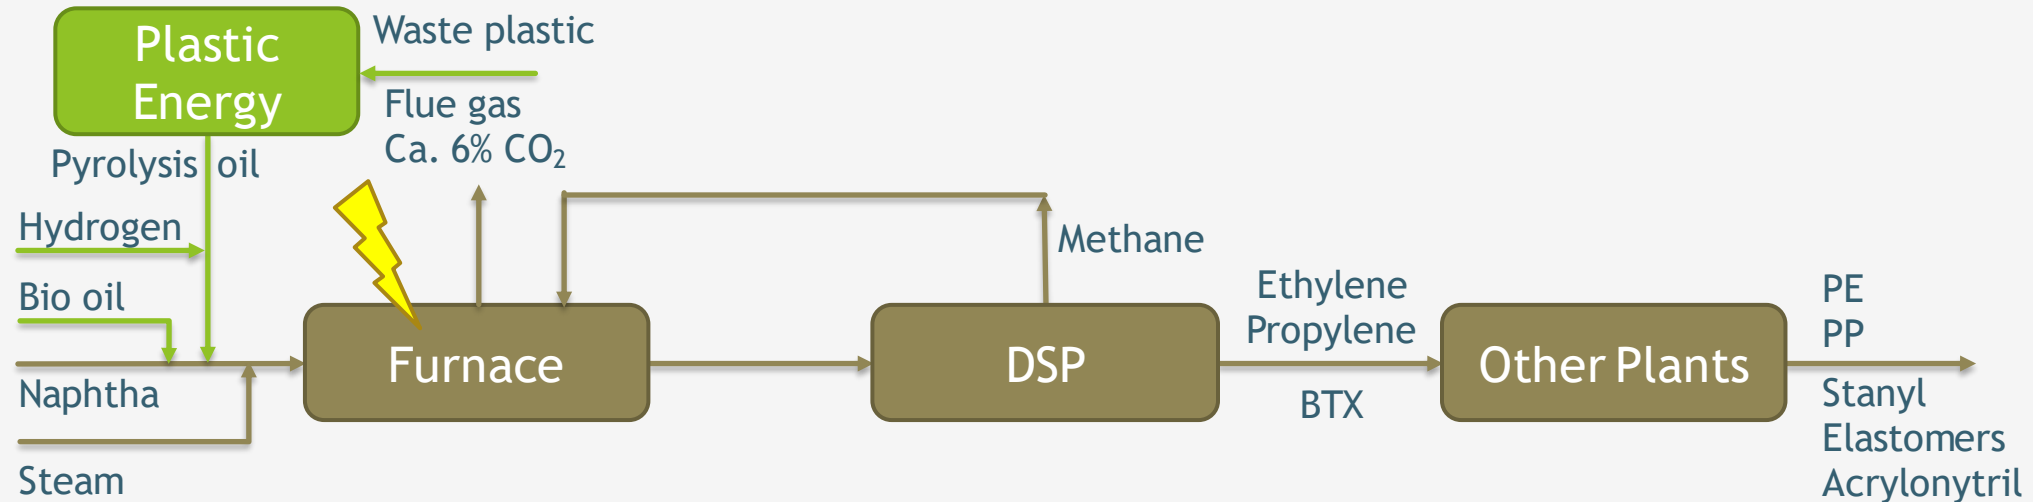 Plastic
Energy
Waste plastic
Flue gas
Ca. 6% CO₂
Pyrolysis oil
Hydrogen
Methane
Bio oil
Ethylene
Propylene
PE
PP
Furnace
DSP
Other Plants
Naphtha
BTX
Stanyl
Elastomers
Acrylonytril
Steam